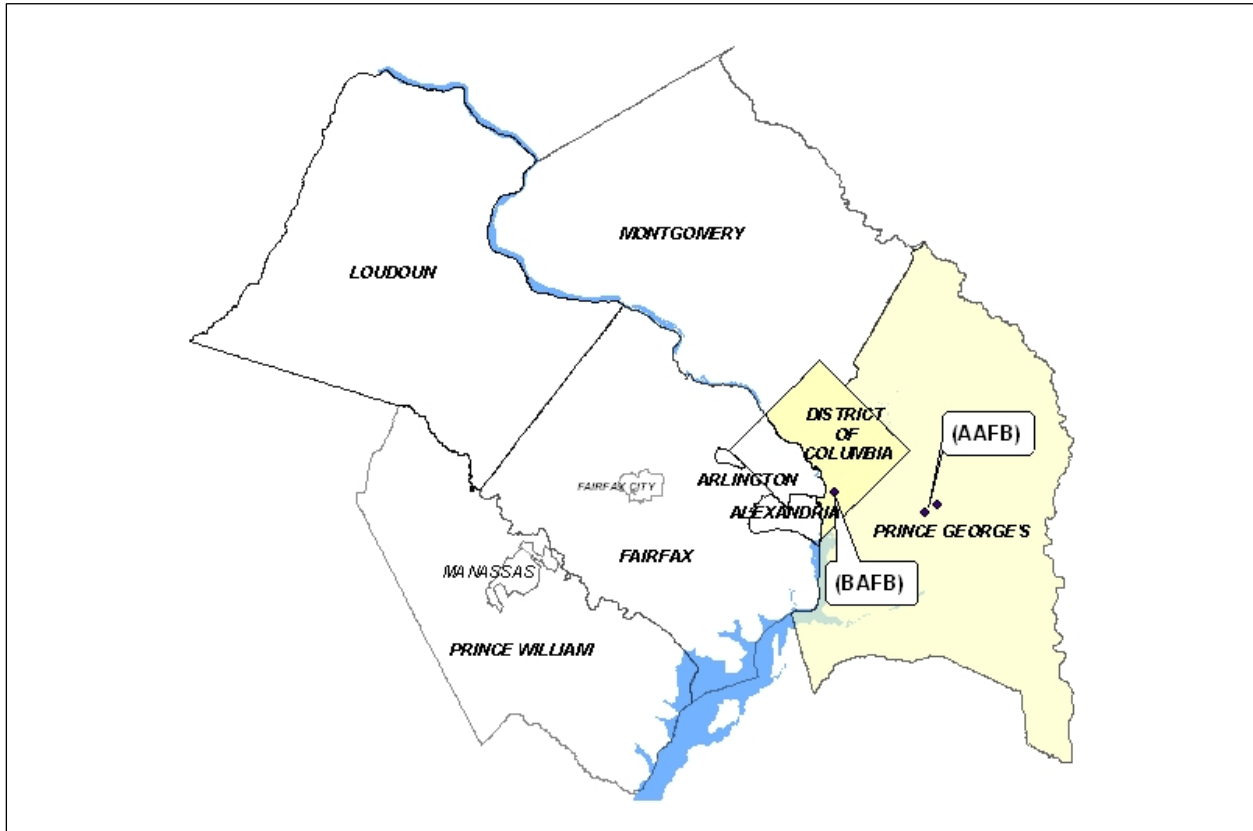 MONTGOMERY
LOUDOUN
DISTRICT
OF
COLUMBIA
(AAFB)
ARLINGTON
FAIRFAX CITY
ALEXANDRIA
PRINCE GEORGE'S
FAIRFAX
MANASSAS
(BAFB)
PRINCE WILLIAM